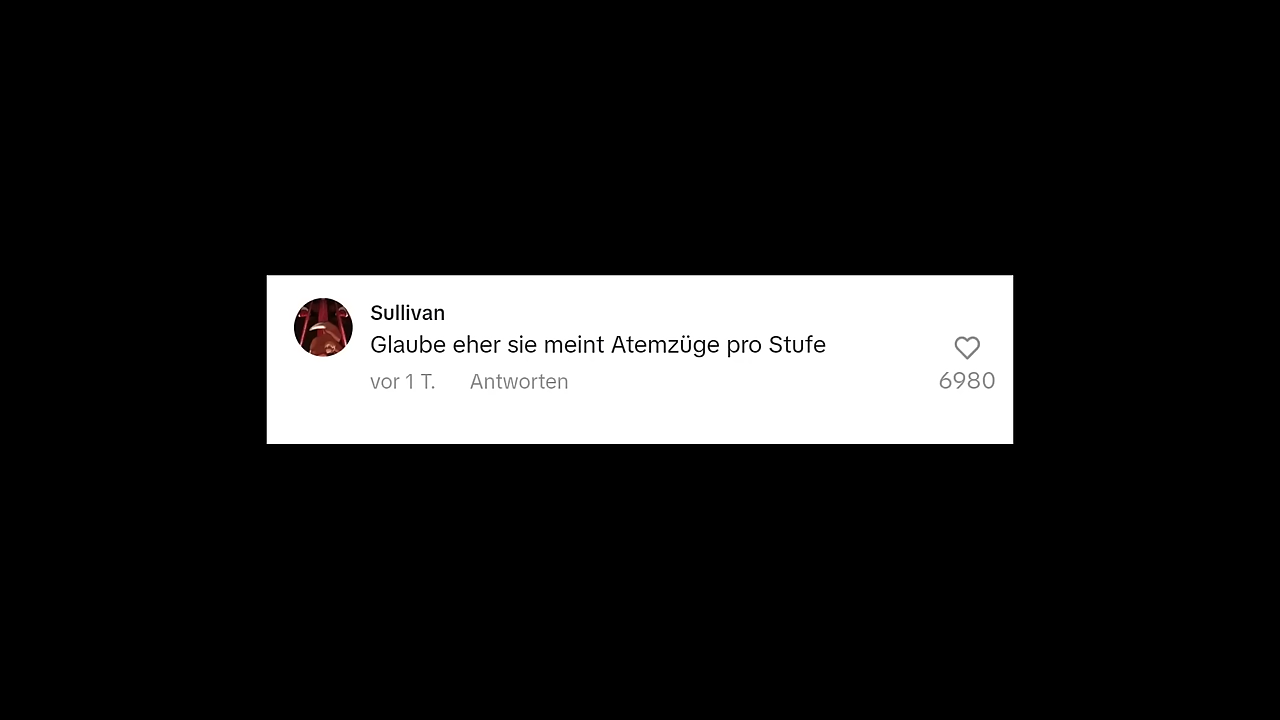 Sullivan
Glaube eher sie meint Atemzüge pro Stufe
vor 1 T. Antworten
6980